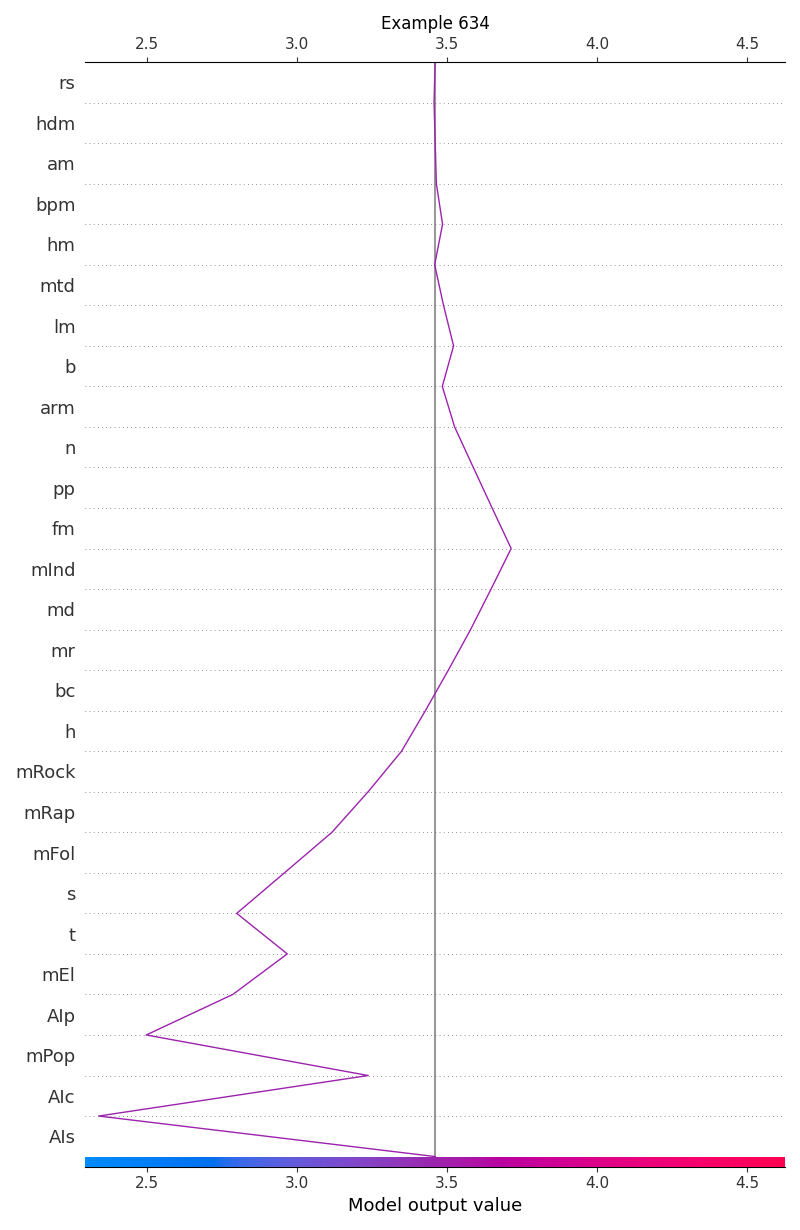 Example 634
2.5 3.0 3.5 4.0 4.5
rs
hdm
am
bpm
hm
mtd
lm
b
arm
n
pp
fm
mInd
md
mr
bc
h
mRock
mRap
mFol
s
t
mEl
AIp
mPop
AIc
AIs
2.5 3.0 3.5 4.0 4.5
Model output value